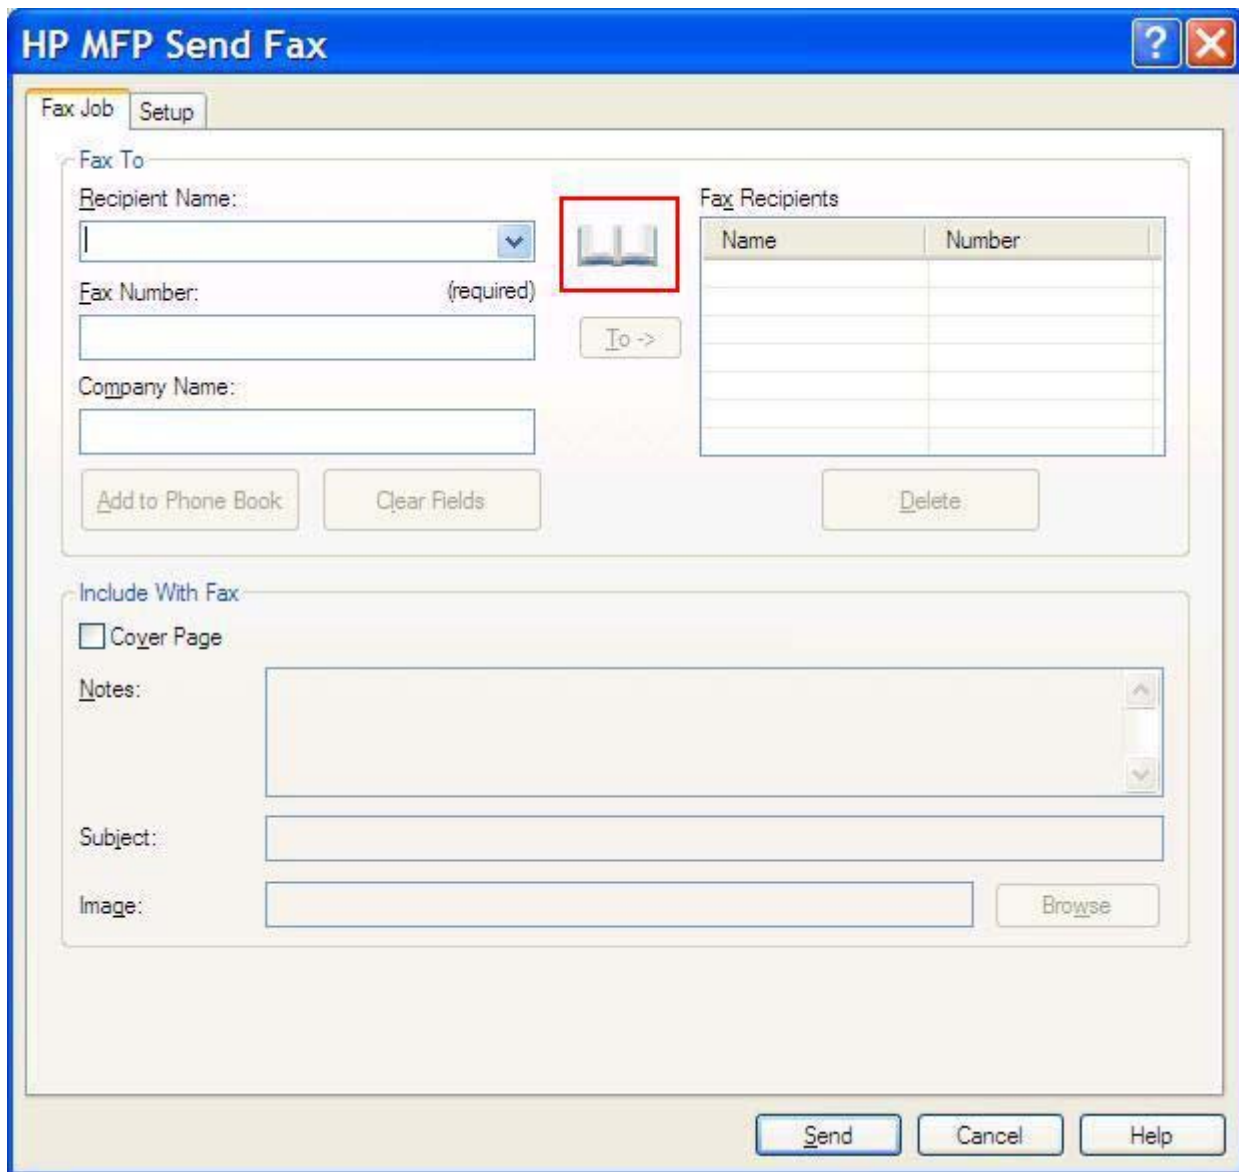 HP MFP Send Fax
Fax Job Setup
Fax To
Recipient Name:
Fax Recipients
Name Number
Fax Number: (required)
To ->
Company Name:
Add to Phone Book Clear Fields Delete
Include With Fax
Cover Page
Notes:
Subject:
Image: Browse
Send Cancel Help